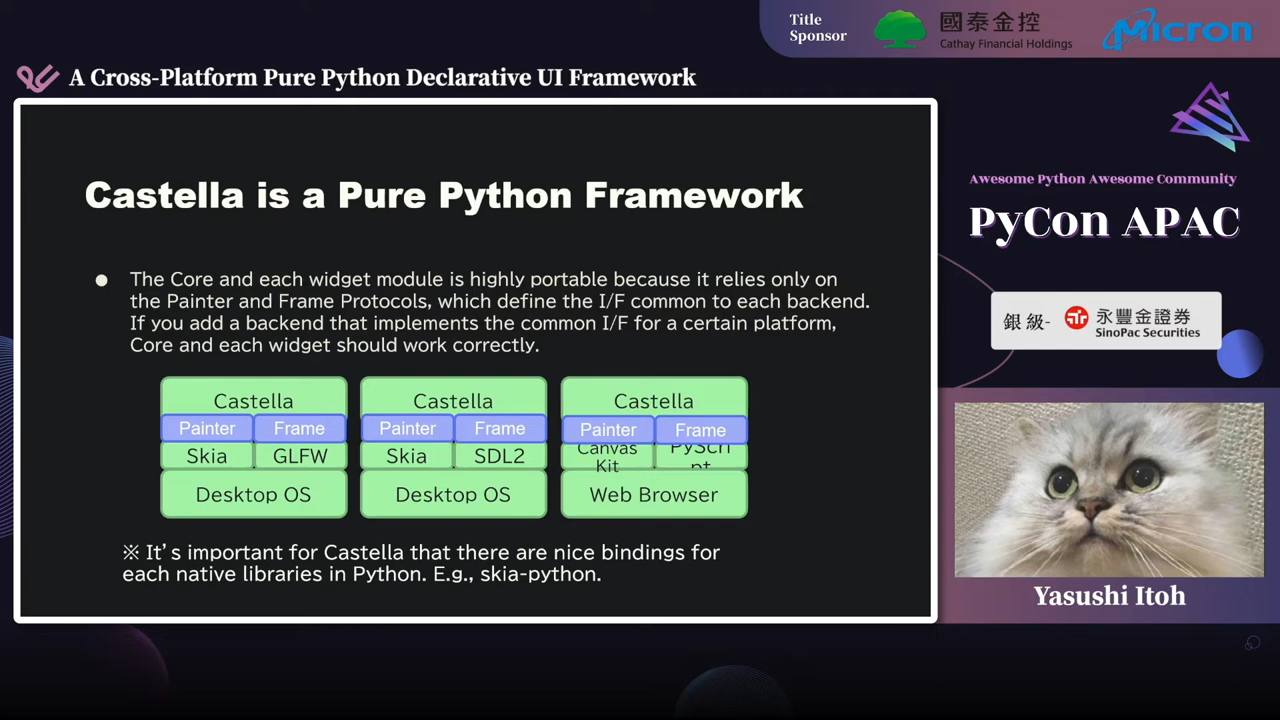 Title
Sponsor
國泰金控
Cathay Financial Holdings
Micron
A Cross-Platform Pure Python Declarative UI Framework
Castella is a Pure Python Framework
● The Core and each widget module is highly portable because it relies only on
the Painter and Frame Protocols, which define the I/F common to each backend.
If you add a backend that implements the common I/F for a certain platform,
Core and each widget should work correctly.
Castella
Painter Frame
Skia GLFW
Desktop OS
Castella
Painter Frame
Skia SDL2
Desktop OS
Castella
Painter Frame
Canvas
Kit
PyScri
pt
Web Browser
※ It's important for Castella that there are nice bindings for
each native libraries in Python. E.g., skia-python.
Awesome Python Awesome Community
PyCon APAC
銀級-
永豐金證券
SinoPac Securities
Yasushi Itoh